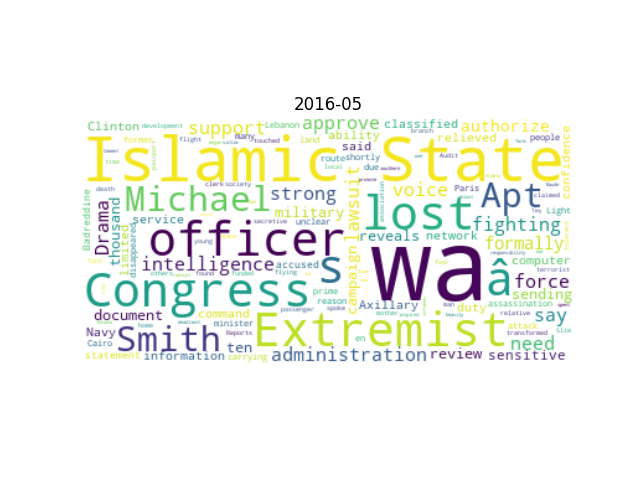 2016-05
Clinton development support many touched Lebanon approve classified branch authorize
former flight land ability said relieved people
Islamic State
time route shortly due Paris Audit confidence
death clerk society local voice claimed
Michael strong lost Apt
Badreddine Drama thousand service military lawsuit association Light
disappeared secretive unclear reveals network fighting formally
limited officer young
intelligence accused campaign wa â computer terrorist
others found funded flying s force
Congress prime reason assassination sending
document command passenger spoke Axillary man duty relative say
Navy home minister mother attack
Smith Reports Extremist transformed need
Cairo ten en
statement information carrying administration review sensitive